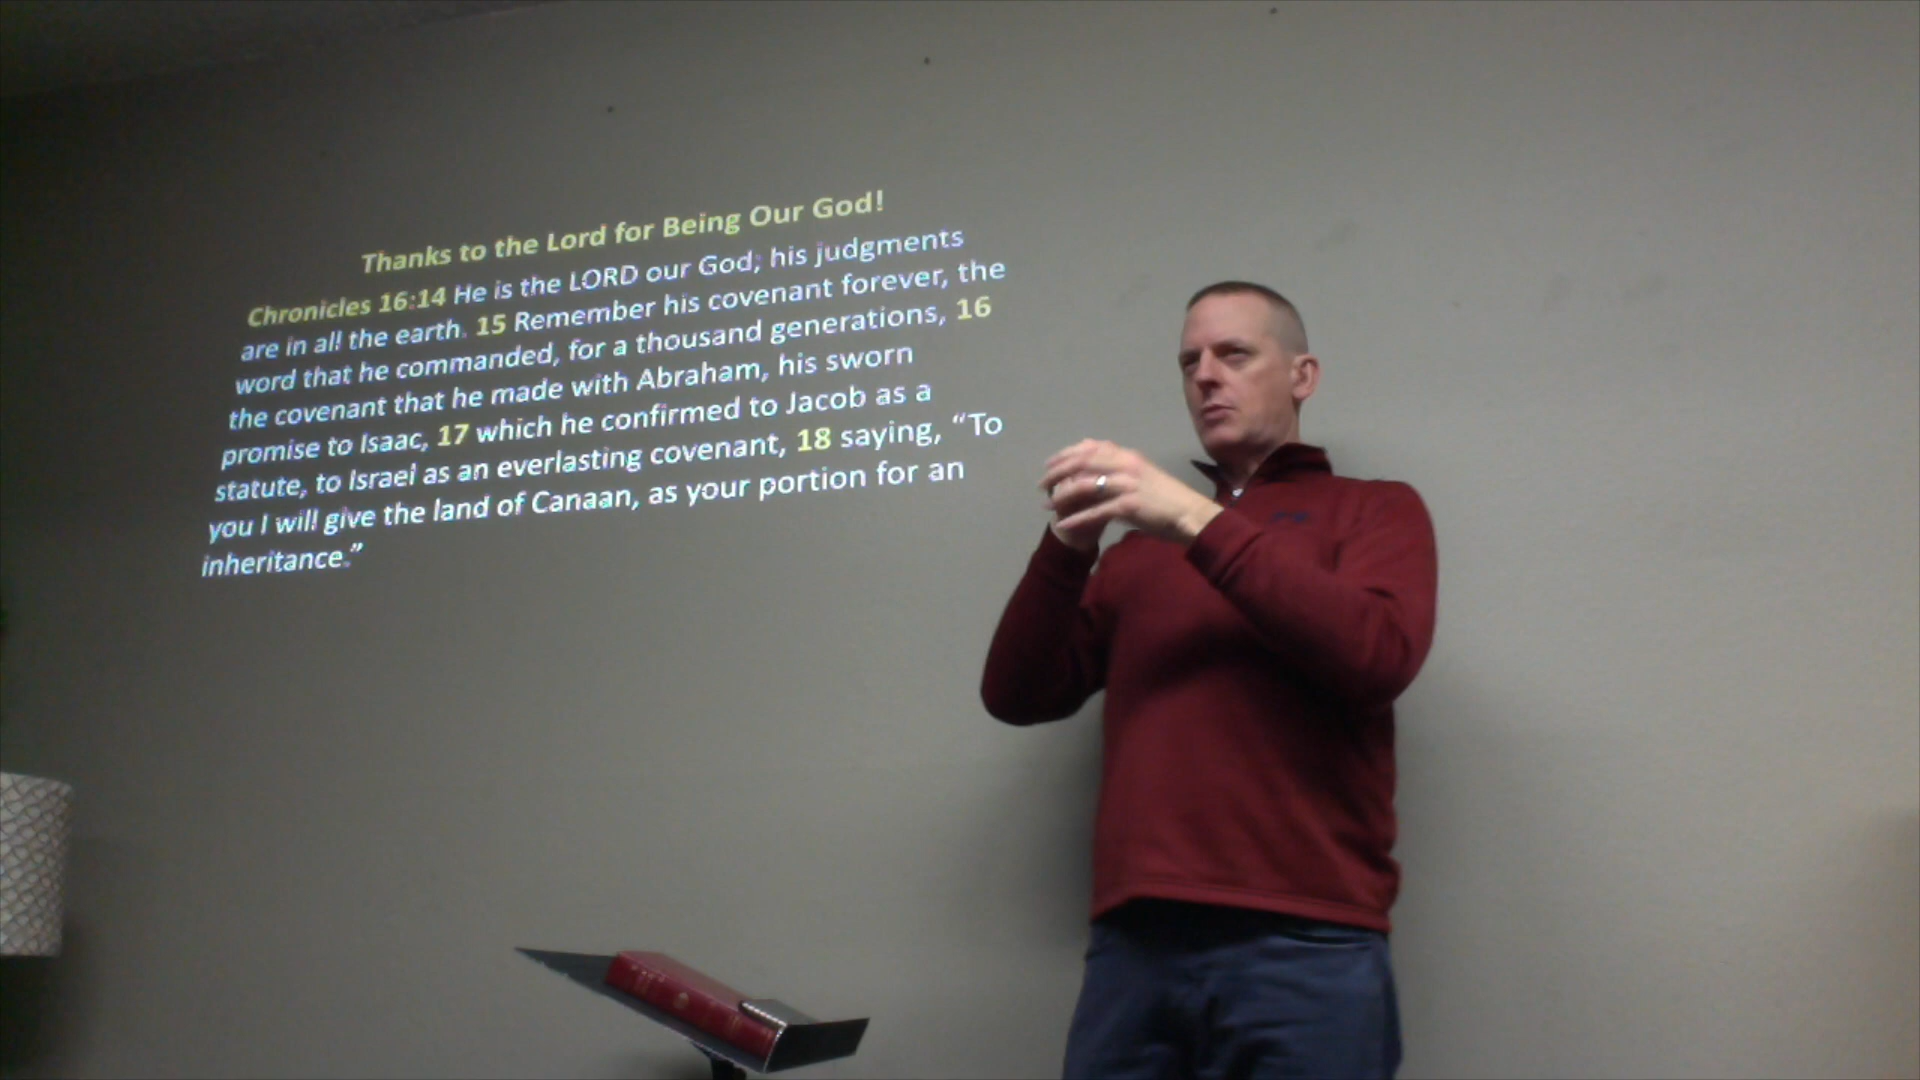 Thanks to the Lord for Being Our God!
Chronicles 16:14 He is the LORD our God; his judgments
are in all the earth. 15 Remember his covenant forever, the
word that he commanded, for a thousand generations, 16
the covenant that he made with Abraham, his sworn
promise to Isaac, 17 which he confirmed to Jacob as a
statute, to Israel as an everlasting covenant, 18 saying, “To
you I will give the land of Canaan, as your portion for an
inheritance.”